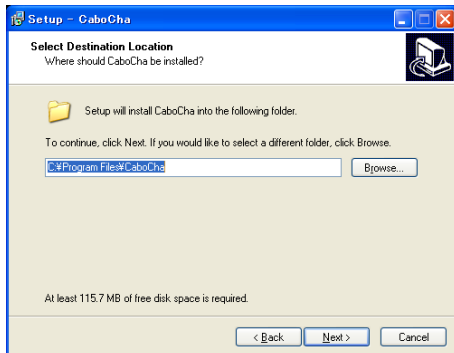 Setup - CaboCha
Select Destination Location
Where should CaboCha be installed?
Setup will install CaboCha into the following folder.
To continue, click Next. If you would like to select a different folder, click Browse.
C:¥Program Files¥CaboCha
Browse...
At least 115.7 MB of free disk space is required.
< Back
Next >
Cancel